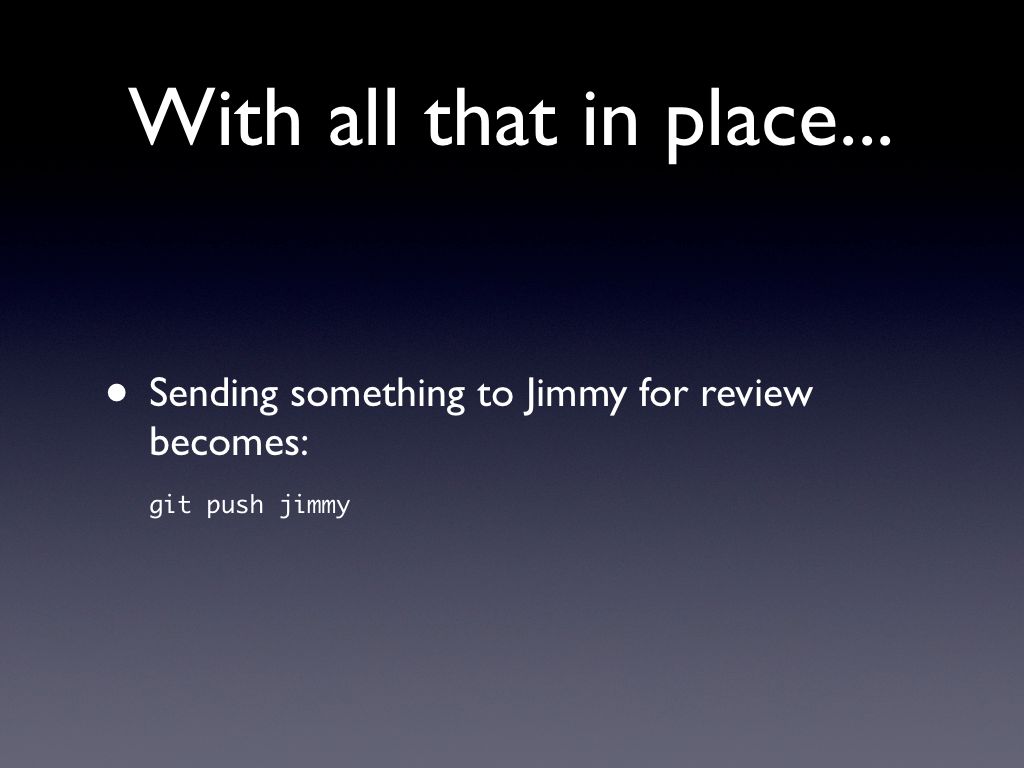 With all that in place...
• Sending something to Jimmy for review
becomes:
git push jimmy